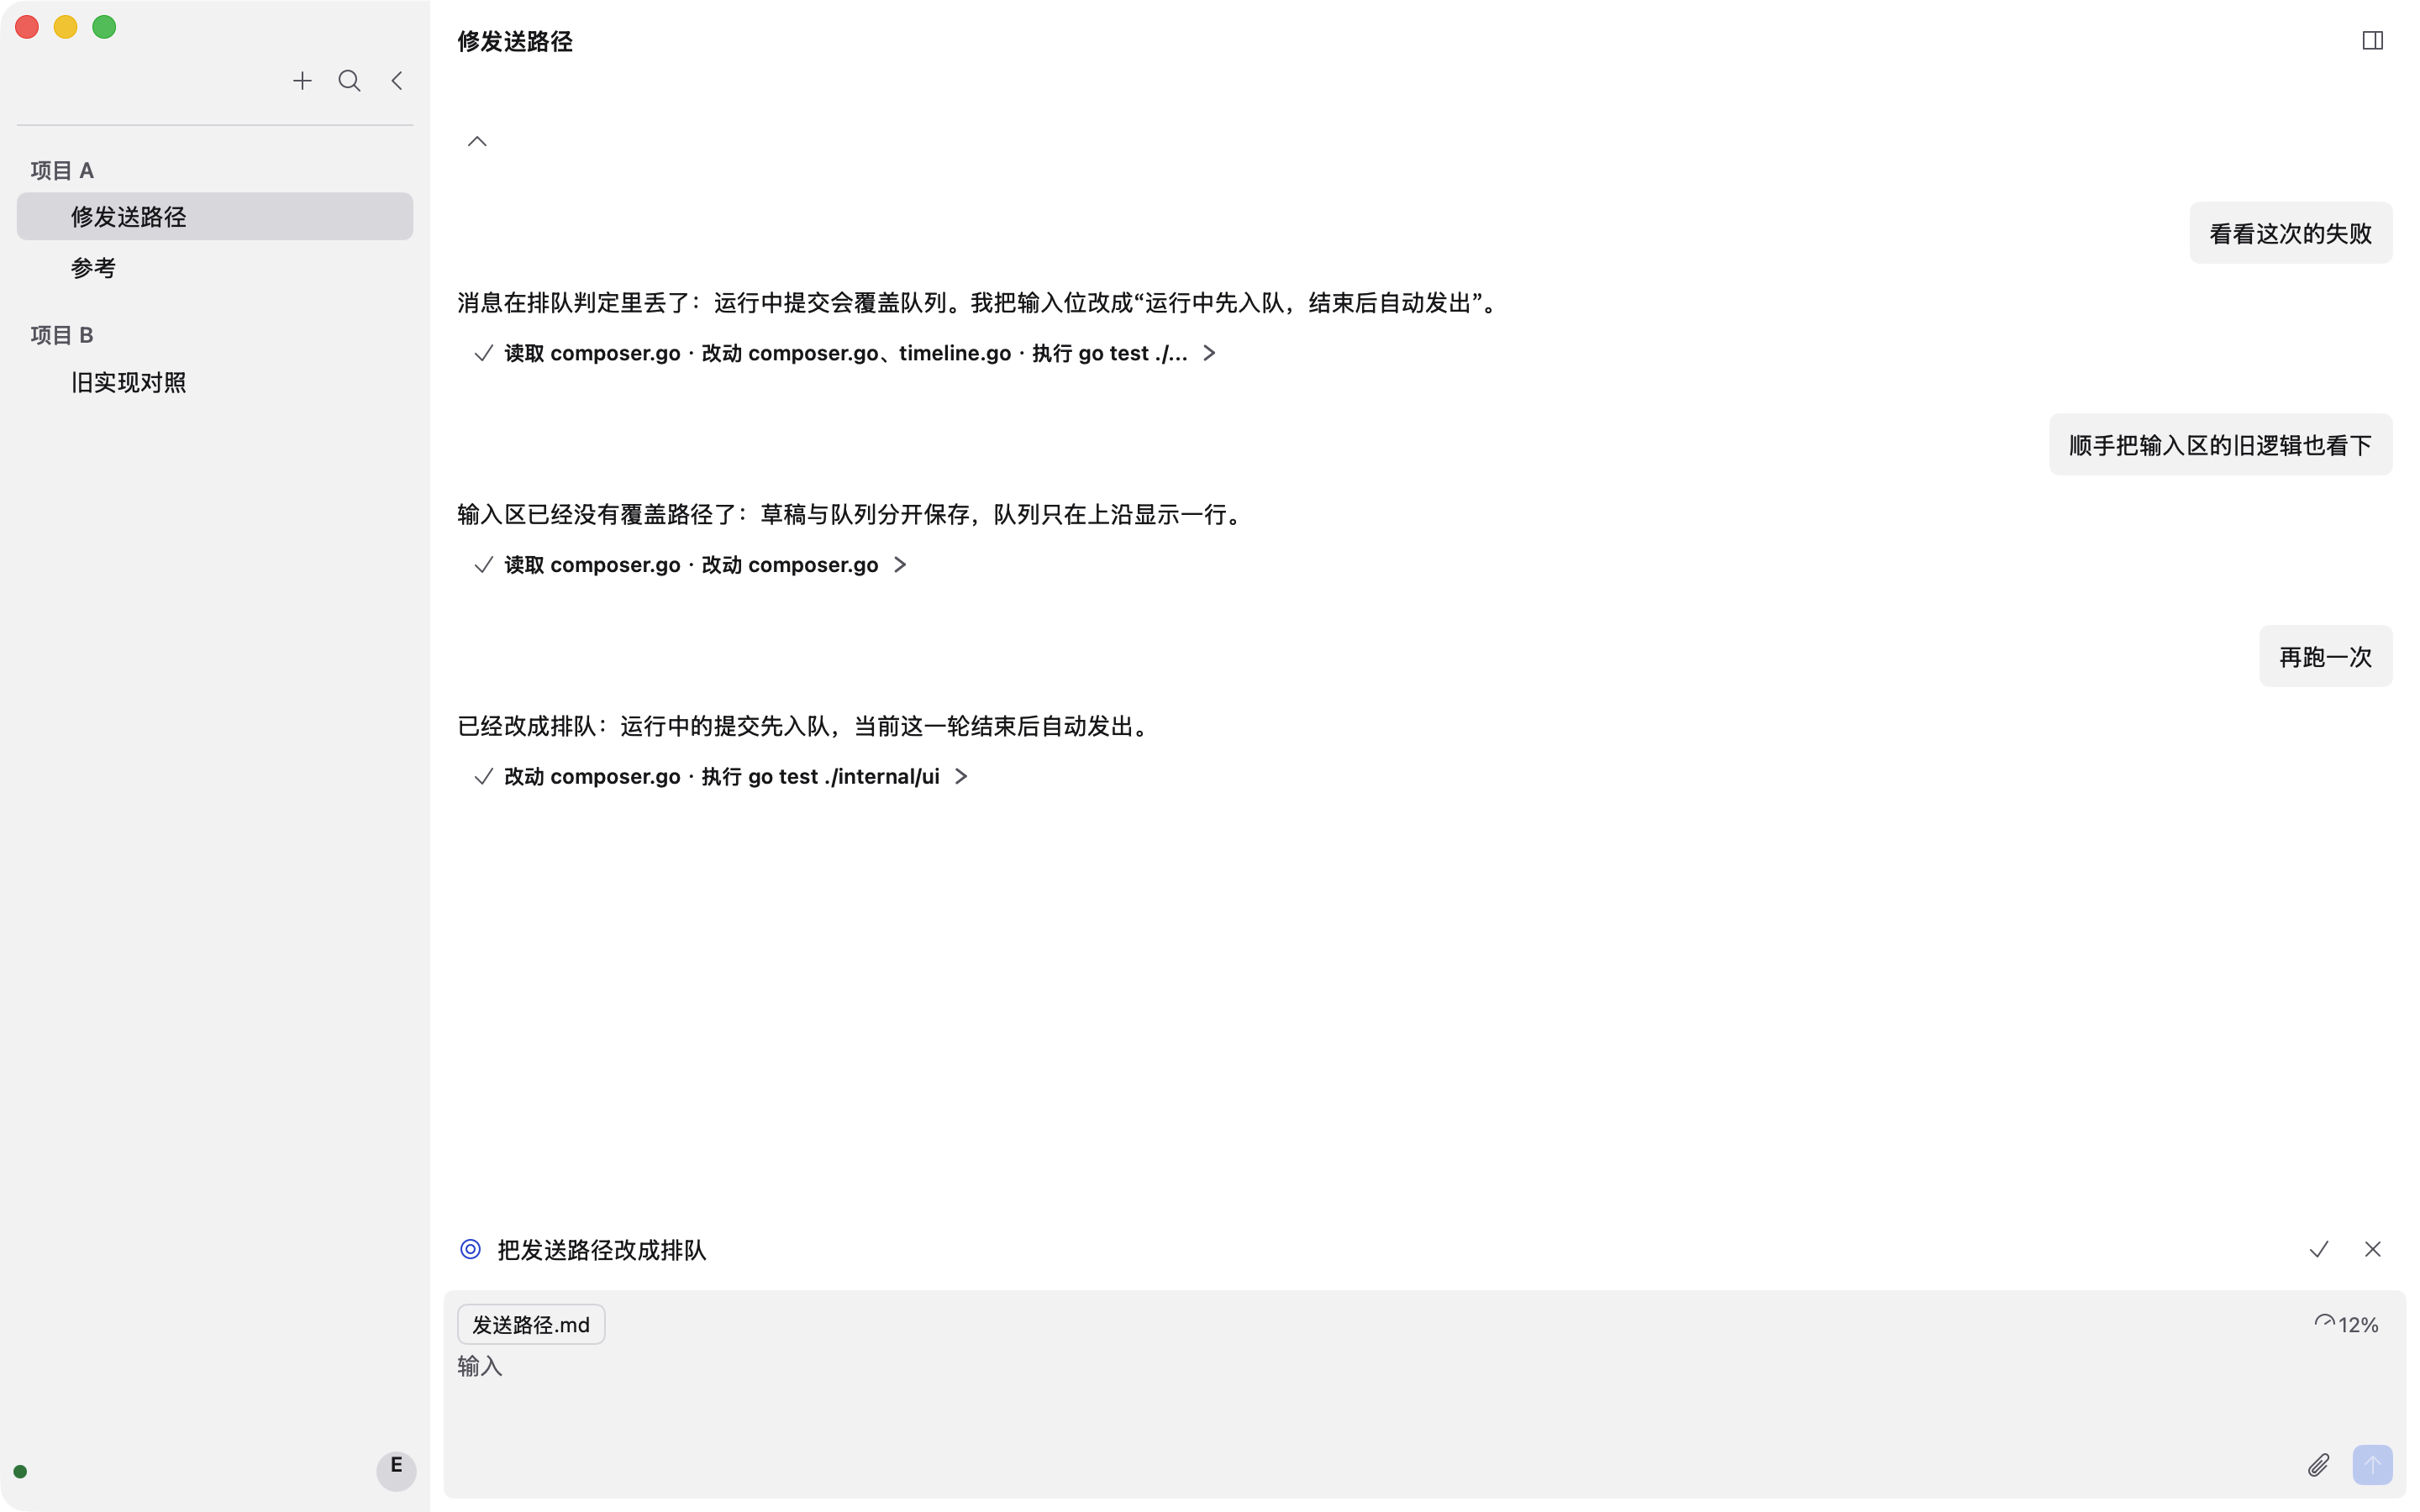 修发送路径
项目 A
修发送路径
参考
项目 B
旧实现对照
E
看看这次的失败
消息在排队判定里丢了：运行中提交会覆盖队列。我把输入位改成“运行中先入队，结束后自动发出”。
读取 composer.go · 改动 composer.go、timeline.go · 执行 go test ./...
顺手把输入区的旧逻辑也看下
输入区已经没有覆盖路径了：草稿与队列分开保存，队列只在上沿显示一行。
读取 composer.go · 改动 composer.go
再跑一次
已经改成排队：运行中的提交先入队，当前这一轮结束后自动发出。
改动 composer.go · 执行 go test ./internal/ui
把发送路径改成排队
发送路径.md
12%
输入